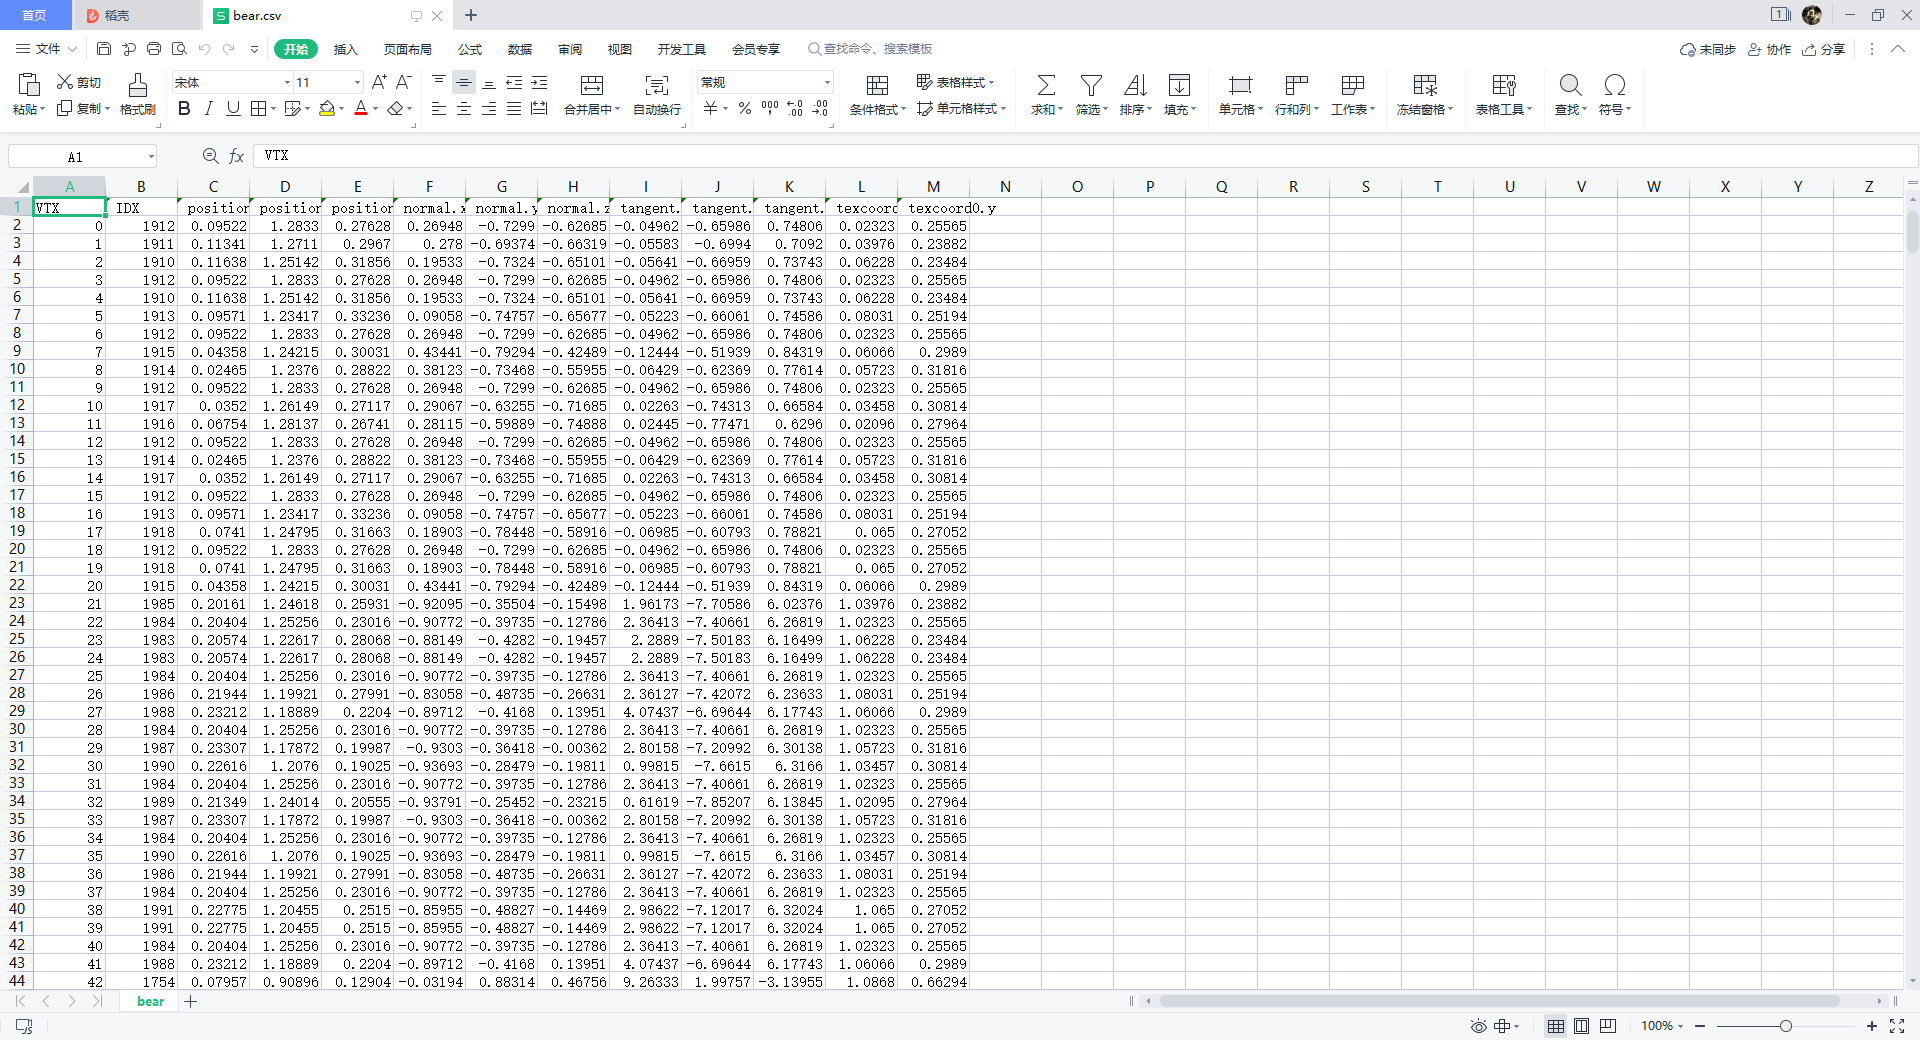 首页 稻壳 bear.csv
文件 开始 插入 页面布局 公式 数据 审阅 视图 开发工具 会员专享 查找命令、搜索模板 未同步 协作 分享
剪切 宋体 11 常规 表格样式
粘贴 复制 格式刷 B I U 合并居中 自动换行 条件格式 单元格样式 求和 筛选 排序 填充 单元格 行和列 工作表 冻结窗格 表格工具 查找 符号
A1 fx VTX
A B C D E F G H I J K L M N O P Q R S T U V W X Y Z
1 VTX IDX position position position normal.x normal.y normal.z tangent. tangent. tangent. texcoord texcoord0.y
2 0 1912 0.09522 1.2833 0.27628 0.26948 -0.7299 -0.62685 -0.04962 -0.65986 0.74806 0.02323 0.25565
3 1 1911 0.11341 1.2711 0.2967 0.278 -0.69374 -0.66319 -0.05583 -0.6994 0.7092 0.03976 0.23882
4 2 1910 0.11638 1.25142 0.31856 0.19533 -0.7324 -0.65101 -0.05641 -0.66959 0.73743 0.06228 0.23484
5 3 1912 0.09522 1.2833 0.27628 0.26948 -0.7299 -0.62685 -0.04962 -0.65986 0.74806 0.02323 0.25565
6 4 1910 0.11638 1.25142 0.31856 0.19533 -0.7324 -0.65101 -0.05641 -0.66959 0.73743 0.06228 0.23484
7 5 1913 0.09571 1.23417 0.33236 0.09058 -0.74757 -0.65677 -0.05223 -0.66061 0.74586 0.08031 0.25194
8 6 1912 0.09522 1.2833 0.27628 0.26948 -0.7299 -0.62685 -0.04962 -0.65986 0.74806 0.02323 0.25565
9 7 1915 0.04358 1.24215 0.30031 0.43441 -0.79294 -0.42489 -0.12444 -0.51939 0.84319 0.06066 0.2989
10 8 1914 0.02465 1.2376 0.28822 0.38123 -0.73468 -0.55955 -0.06429 -0.62369 0.77614 0.05723 0.31816
11 9 1912 0.09522 1.2833 0.27628 0.26948 -0.7299 -0.62685 -0.04962 -0.65986 0.74806 0.02323 0.25565
12 10 1917 0.0352 1.26149 0.27117 0.29067 -0.63255 -0.71685 0.02263 -0.74313 0.66584 0.03458 0.30814
13 11 1916 0.06754 1.28137 0.26741 0.28115 -0.59889 -0.74888 0.02445 -0.77471 0.6296 0.02096 0.27964
14 12 1912 0.09522 1.2833 0.27628 0.26948 -0.7299 -0.62685 -0.04962 -0.65986 0.74806 0.02323 0.25565
15 13 1914 0.02465 1.2376 0.28822 0.38123 -0.73468 -0.55955 -0.06429 -0.62369 0.77614 0.05723 0.31816
16 14 1917 0.0352 1.26149 0.27117 0.29067 -0.63255 -0.71685 0.02263 -0.74313 0.66584 0.03458 0.30814
17 15 1912 0.09522 1.2833 0.27628 0.26948 -0.7299 -0.62685 -0.04962 -0.65986 0.74806 0.02323 0.25565
18 16 1913 0.09571 1.23417 0.33236 0.09058 -0.74757 -0.65677 -0.05223 -0.66061 0.74586 0.08031 0.25194
19 17 1918 0.0741 1.24795 0.31663 0.18903 -0.78448 -0.58916 -0.06985 -0.60793 0.78821 0.065 0.27052
20 18 1912 0.09522 1.2833 0.27628 0.26948 -0.7299 -0.62685 -0.04962 -0.65986 0.74806 0.02323 0.25565
21 19 1918 0.0741 1.24795 0.31663 0.18903 -0.78448 -0.58916 -0.06985 -0.60793 0.78821 0.065 0.27052
22 20 1915 0.04358 1.24215 0.30031 0.43441 -0.79294 -0.42489 -0.12444 -0.51939 0.84319 0.06066 0.2989
23 21 1985 0.20161 1.24618 0.25931 -0.92095 -0.35504 -0.15498 1.96173 -7.70586 6.02376 1.03976 0.23882
24 22 1984 0.20404 1.25256 0.23016 -0.90772 -0.39735 -0.12786 2.36413 -7.40661 6.26819 1.02323 0.25565
25 23 1983 0.20574 1.22617 0.28068 -0.88149 -0.4282 -0.19457 2.2889 -7.50183 6.16499 1.06228 0.23484
26 24 1983 0.20574 1.22617 0.28068 -0.88149 -0.4282 -0.19457 2.2889 -7.50183 6.16499 1.06228 0.23484
27 25 1984 0.20404 1.25256 0.23016 -0.90772 -0.39735 -0.12786 2.36413 -7.40661 6.26819 1.02323 0.25565
28 26 1986 0.21944 1.19921 0.27991 -0.83058 -0.48735 -0.26631 2.36127 -7.42072 6.23633 1.08031 0.25194
29 27 1988 0.23212 1.18889 0.2204 -0.89712 -0.4168 0.13951 4.07437 -6.69644 6.17743 1.06066 0.2989
30 28 1984 0.20404 1.25256 0.23016 -0.90772 -0.39735 -0.12786 2.36413 -7.40661 6.26819 1.02323 0.25565
31 29 1987 0.23307 1.17872 0.19987 -0.9303 -0.36418 -0.00362 2.80158 -7.20992 6.30138 1.05723 0.31816
32 30 1990 0.22616 1.2076 0.19025 -0.93693 -0.28479 -0.19811 0.99815 -7.6615 6.3166 1.03457 0.30814
33 31 1984 0.20404 1.25256 0.23016 -0.90772 -0.39735 -0.12786 2.36413 -7.40661 6.26819 1.02323 0.25565
34 32 1989 0.21349 1.24014 0.20555 -0.93791 -0.25452 -0.23215 0.61619 -7.85207 6.13845 1.02095 0.27964
35 33 1987 0.23307 1.17872 0.19987 -0.9303 -0.36418 -0.00362 2.80158 -7.20992 6.30138 1.05723 0.31816
36 34 1984 0.20404 1.25256 0.23016 -0.90772 -0.39735 -0.12786 2.36413 -7.40661 6.26819 1.02323 0.25565
37 35 1990 0.22616 1.2076 0.19025 -0.93693 -0.28479 -0.19811 0.99815 -7.6615 6.3166 1.03457 0.30814
38 36 1986 0.21944 1.19921 0.27991 -0.83058 -0.48735 -0.26631 2.36127 -7.42072 6.23633 1.08031 0.25194
39 37 1984 0.20404 1.25256 0.23016 -0.90772 -0.39735 -0.12786 2.36413 -7.40661 6.26819 1.02323 0.25565
40 38 1991 0.22775 1.20455 0.2515 -0.85955 -0.48827 -0.14469 2.98622 -7.12017 6.32024 1.065 0.27052
41 39 1991 0.22775 1.20455 0.2515 -0.85955 -0.48827 -0.14469 2.98622 -7.12017 6.32024 1.065 0.27052
42 40 1984 0.20404 1.25256 0.23016 -0.90772 -0.39735 -0.12786 2.36413 -7.40661 6.26819 1.02323 0.25565
43 41 1988 0.23212 1.18889 0.2204 -0.89712 -0.4168 0.13951 4.07437 -6.69644 6.17743 1.06066 0.2989
44 42 1754 0.07957 0.90896 0.12904 -0.03194 0.88314 0.46756 9.26333 1.99757 -3.13955 1.0868 0.66294
bear
100%